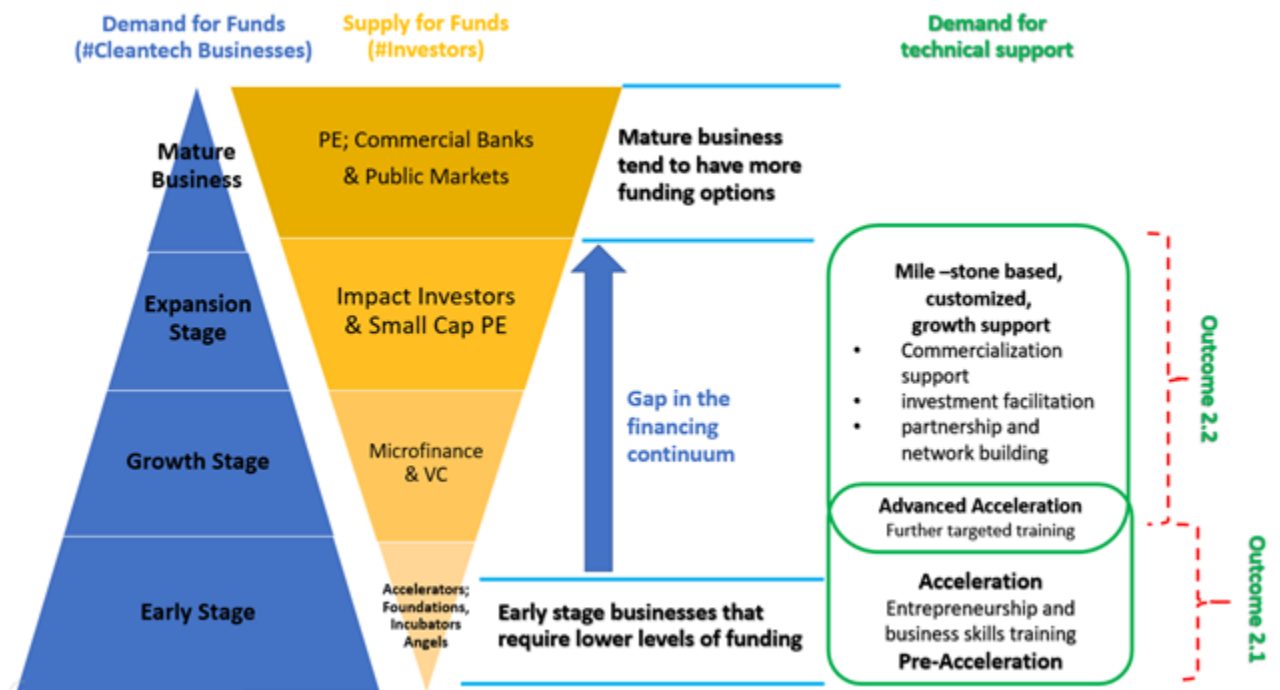 Demand for Funds
(#Cleantech Businesses)
Supply for Funds
(#Investors)
Demand for
technical support
Mature
Business
PE; Commercial Banks
& Public Markets
Mature business
tend to have more
funding options
Expansion
Stage
Impact Investors
& Small Cap PE
Growth Stage
Microfinance
& VC
Gap in the
financing
continuum
Early Stage
Accelerators;
Foundations,
Incubators
Angels
Early stage businesses that
require lower levels of funding
Mile –stone based,
customized,
growth support
• Commercialization
support
• investment facilitation
• partnership and
network building
Advanced Acceleration
Further targeted training
Acceleration
Entrepreneurship and
business skills training
Pre-Acceleration
Outcome 2.2
Outcome 2.1